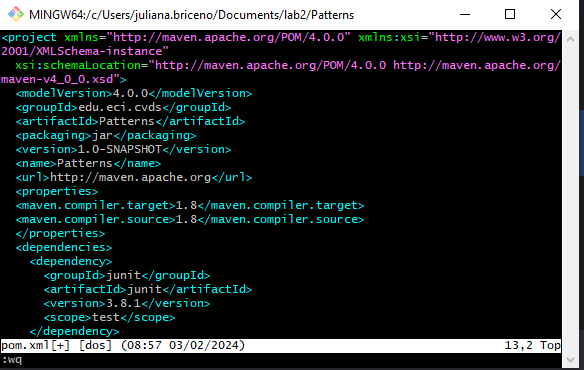 MINGW64:/c/Users/juliana.briceno/Documents/lab2/Patterns
<project xmlns="http://maven.apache.org/POM/4.0.0" xmlns:xsi="http://www.w3.org/
2001/XMLSchema-instance"
  xsi:schemaLocation="http://maven.apache.org/POM/4.0.0 http://maven.apache.org/
maven-v4_0_0.xsd">
  <modelVersion>4.0.0</modelVersion>
  <groupId>edu.eci.cvds</groupId>
  <artifactId>Patterns</artifactId>
  <packaging>jar</packaging>
  <version>1.0-SNAPSHOT</version>
  <name>Patterns</name>
  <url>http://maven.apache.org</url>
  <properties>
  <maven.compiler.target>1.8</maven.compiler.target>
  <maven.compiler.source>1.8</maven.compiler.source>
  </properties>
  <dependencies>
    <dependency>
      <groupId>junit</groupId>
      <artifactId>junit</artifactId>
      <version>3.8.1</version>
      <scope>test</scope>
    </dependency>
pom.xml[+] [dos] (08:57 03/02/2024) 13,2 Top
:wq